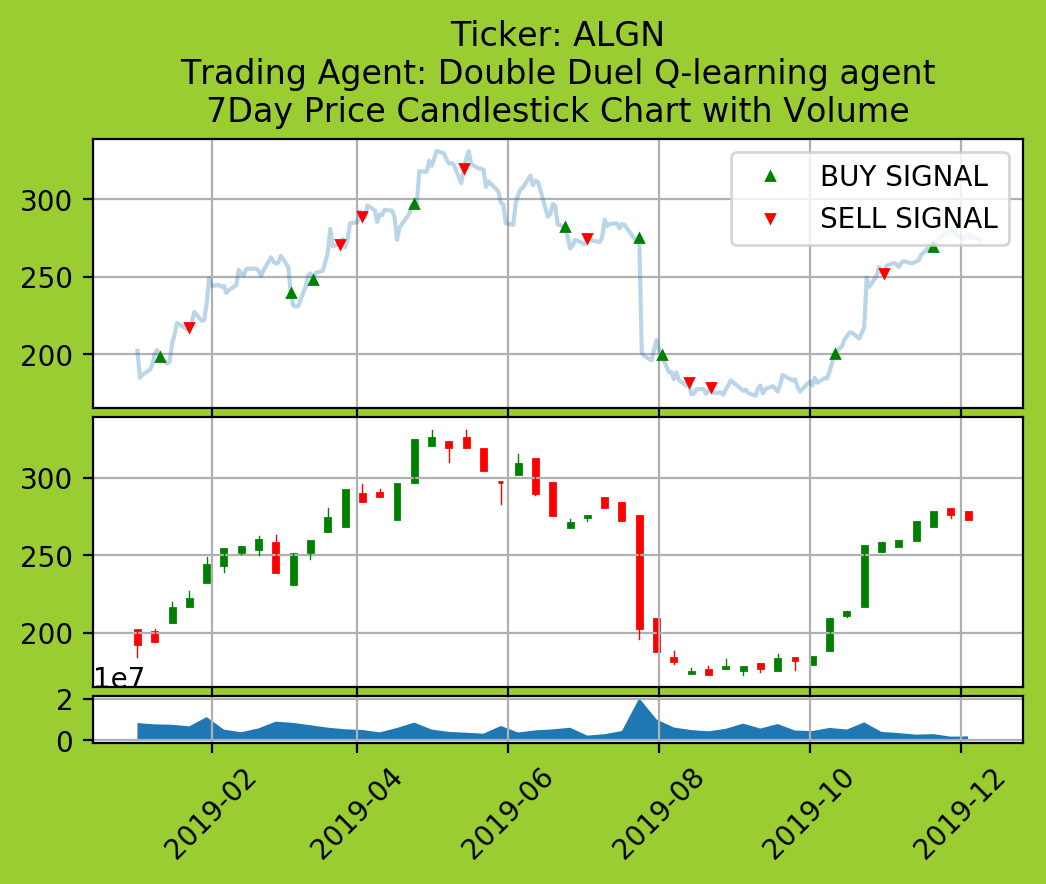 Ticker: ALGN
Trading Agent: Double Duel Q-learning agent
7Day Price Candlestick Chart with Volume
BUY SIGNAL
SELL SIGNAL
300
250
200
300
250
200
1e7
2
0
2019-02
2019-04
2019-06
2019-08
2019-10
2019-12